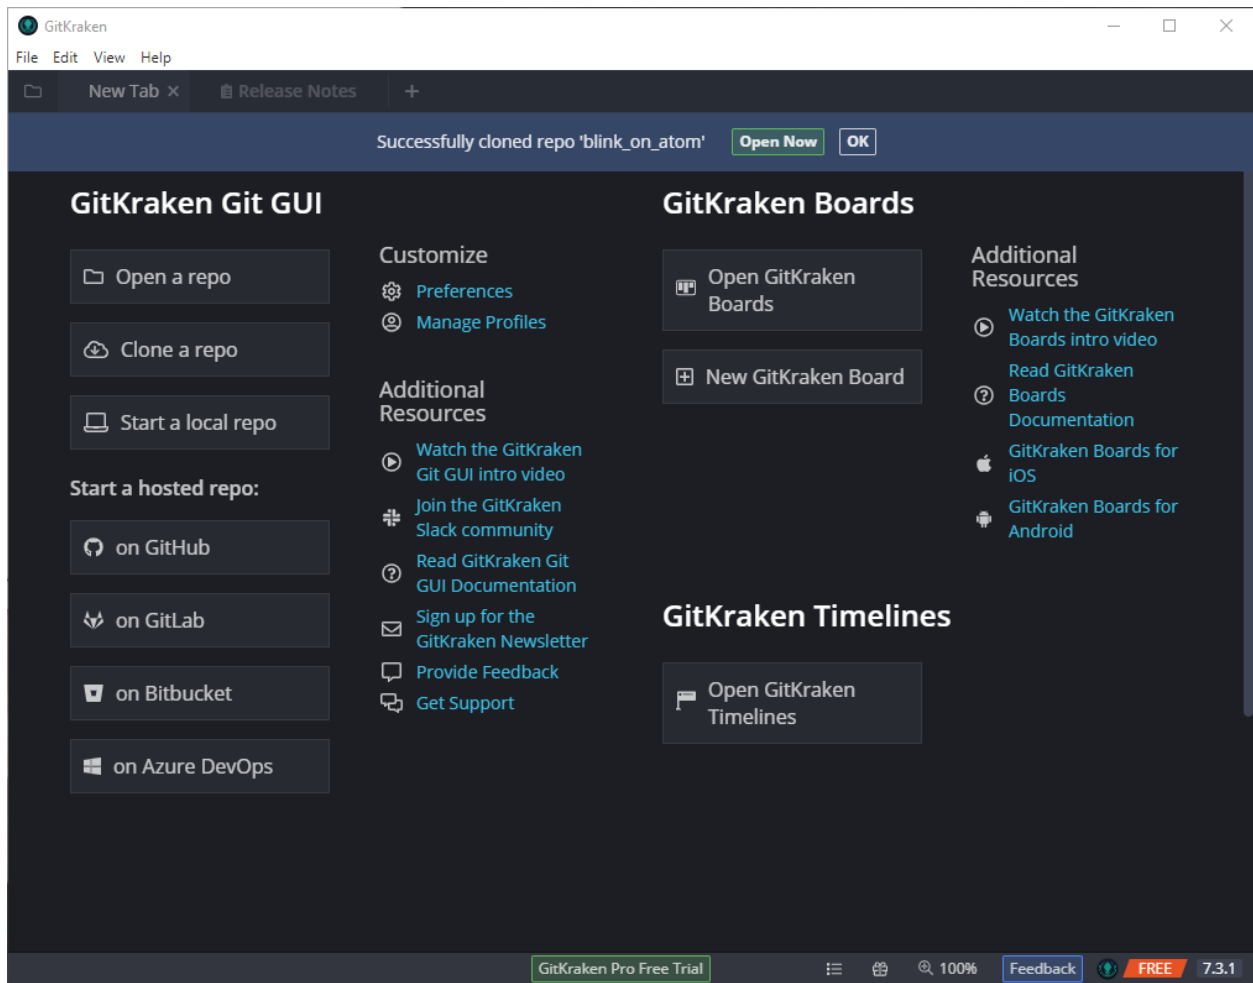 GitKraken
File Edit View Help
New Tab
Release Notes
Successfully cloned repo 'blink_on_atom'
Open Now
OK
GitKraken Git GUI
Open a repo
Clone a repo
Start a local repo
Start a hosted repo:
on GitHub
on GitLab
on Bitbucket
on Azure DevOps
Customize
Preferences
Manage Profiles
Additional
Resources
Watch the GitKraken
Git GUI intro video
Join the GitKraken
Slack community
Read GitKraken Git
GUI Documentation
Sign up for the
GitKraken Newsletter
Provide Feedback
Get Support
GitKraken Boards
Open GitKraken
Boards
New GitKraken Board
Additional
Resources
Watch the GitKraken
Boards intro video
Read GitKraken
Boards
Documentation
GitKraken Boards for
iOS
GitKraken Boards for
Android
GitKraken Timelines
Open GitKraken
Timelines
GitKraken Pro Free Trial
100%
Feedback
FREE
7.3.1